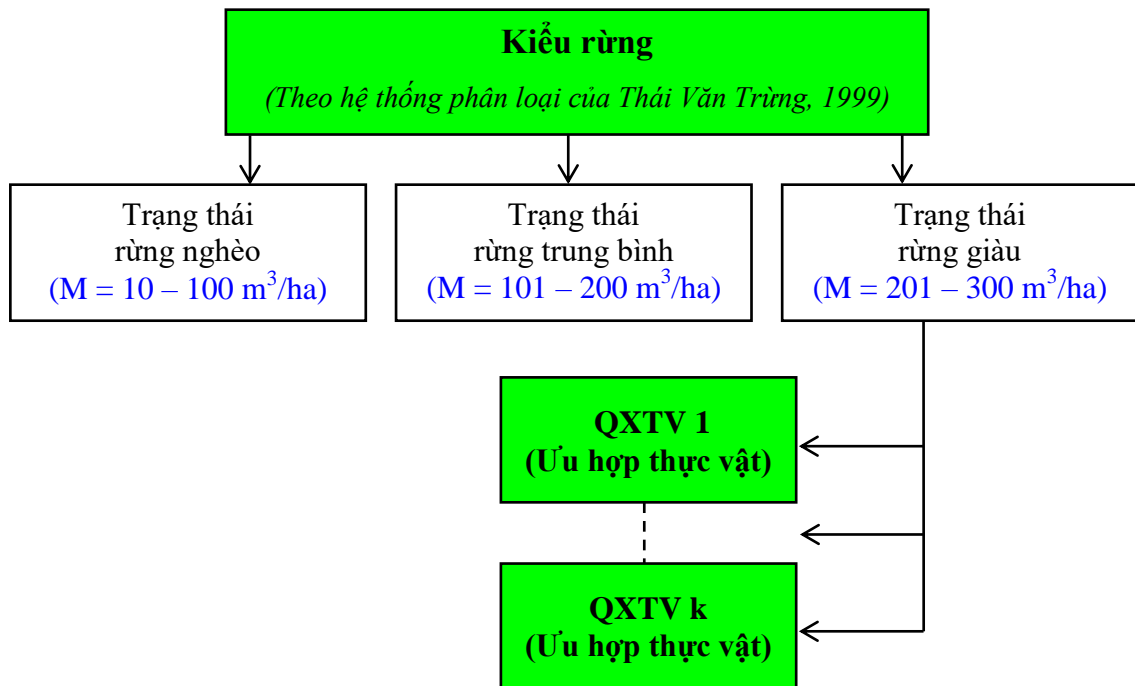 Kiểu rừng
(Theo hệ thống phân loại của Thái Văn Trừng, 1999)
Trạng thái
rừng nghèo
(M = 10 – 100 m³/ha)
Trạng thái
rừng trung bình
(M = 101 – 200 m³/ha)
Trạng thái
rừng giàu
(M = 201 – 300 m³/ha)
QXTV 1
(Ưu hợp thực vật)
QXTV k
(Ưu hợp thực vật)